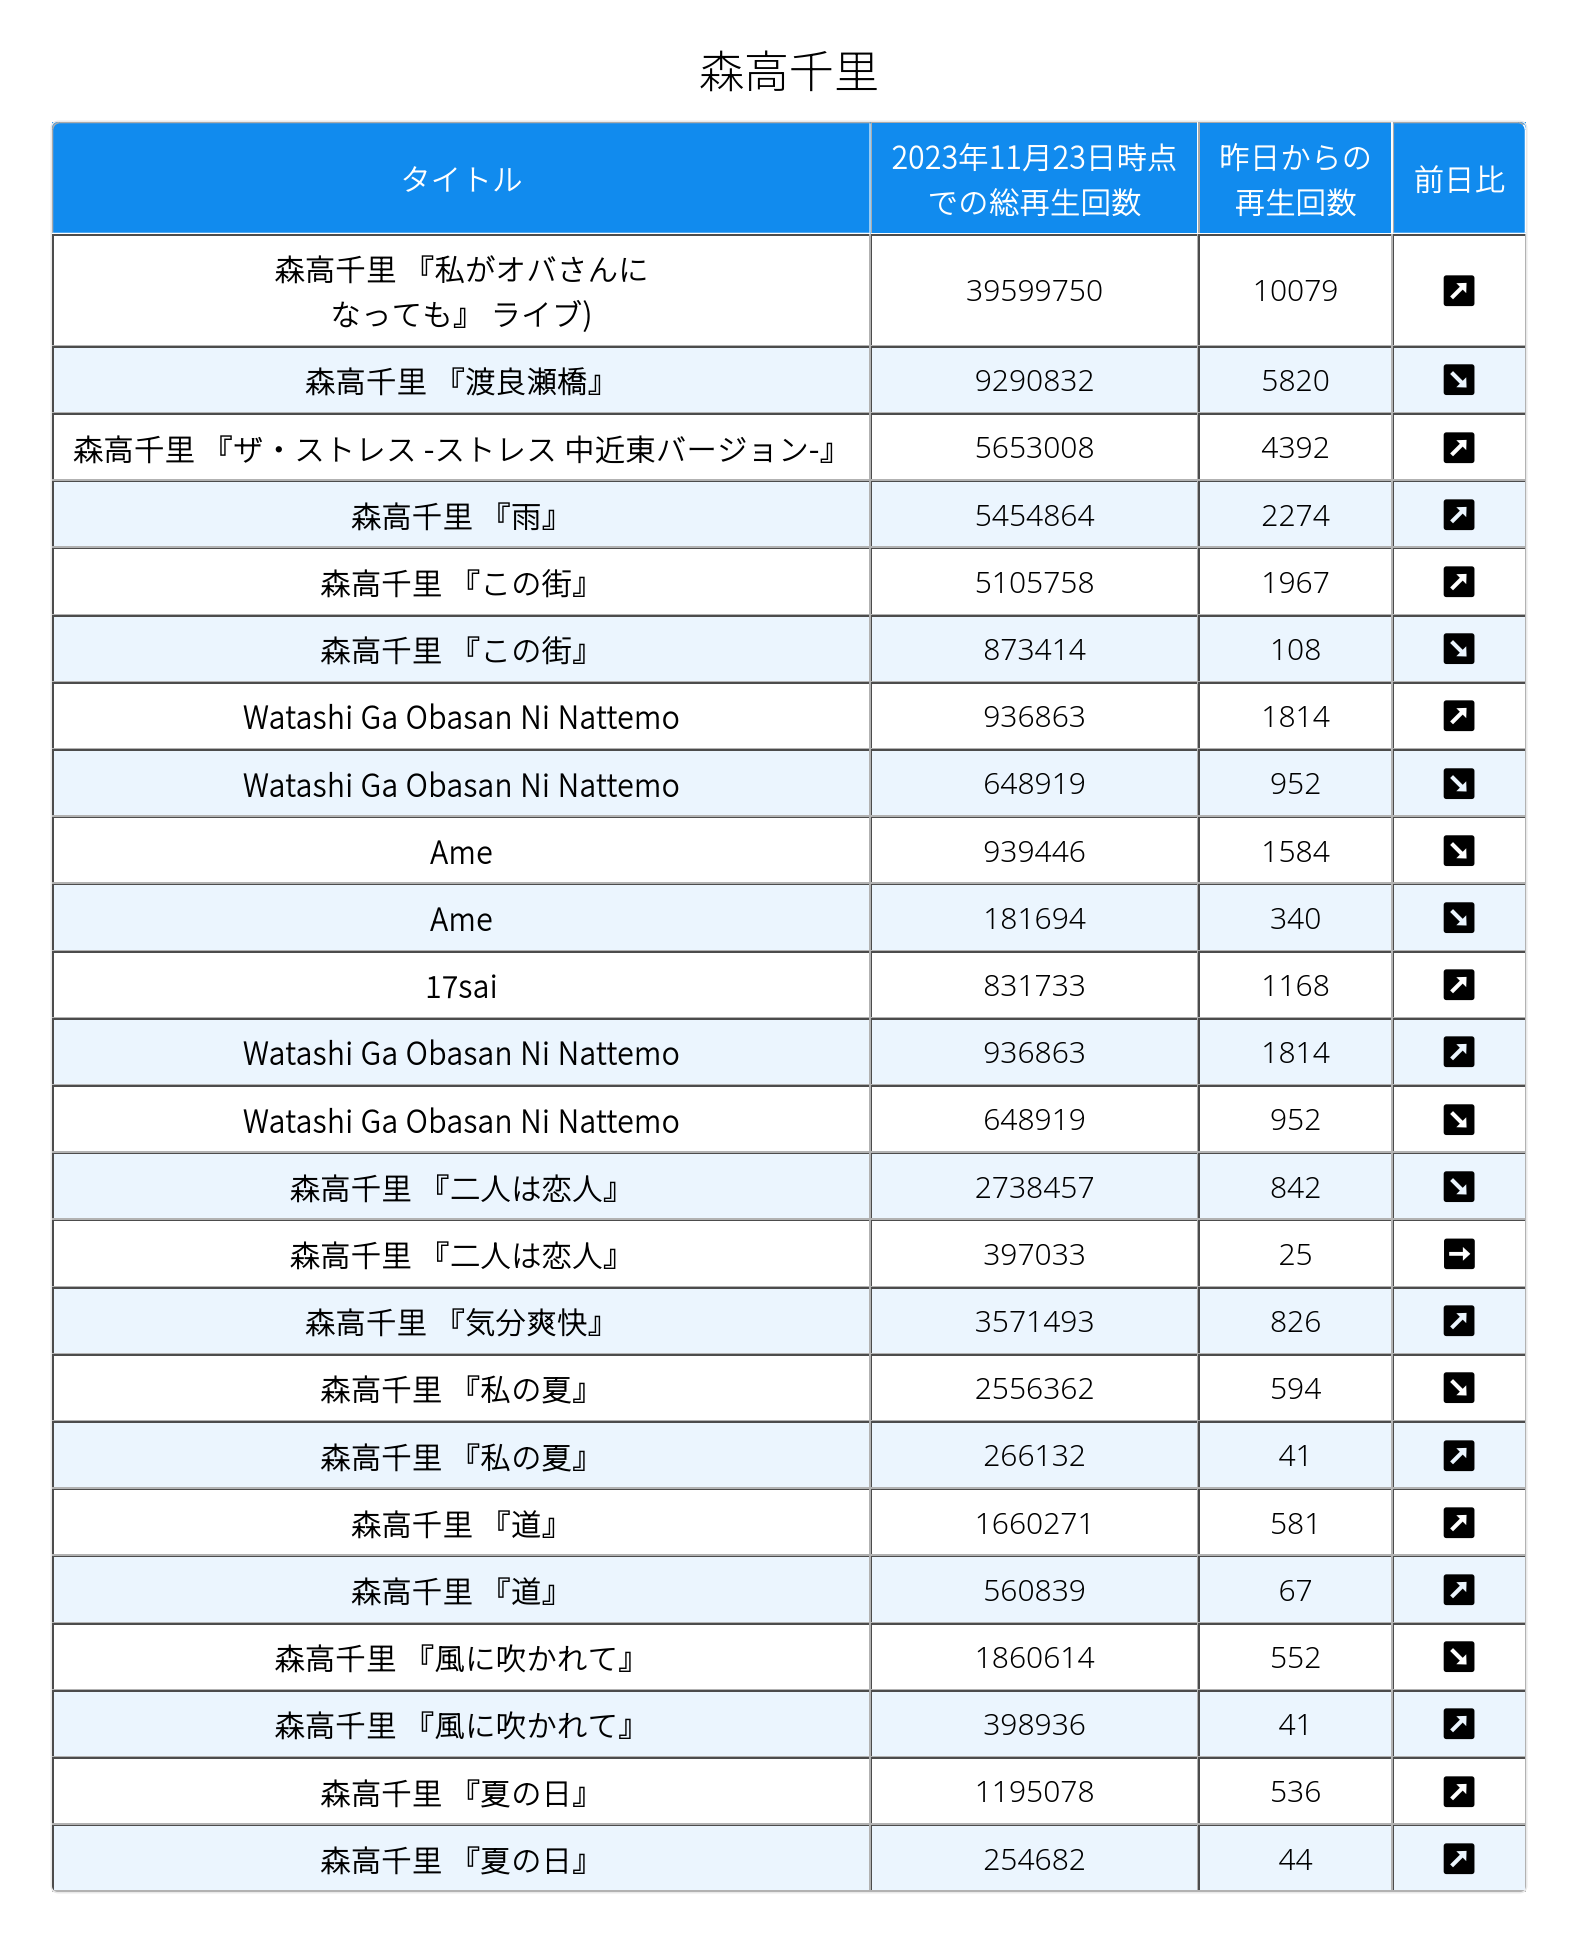 森高千里
タイトル 2023年11月23日時点 昨日からの 前日比
での総再生回数 再生回数
森高千里 『私がオバさんに
なっても』 ライブ) 39599750 10079 ↗
森高千里 『渡良瀬橋』 9290832 5820 ↘
森高千里 『ザ・ストレス -ストレス 中近東バージョン-』 5653008 4392 ↗
森高千里 『雨』 5454864 2274 ↗
森高千里 『この街』 5105758 1967 ↗
森高千里 『この街』 873414 108 ↘
Watashi Ga Obasan Ni Nattemo 936863 1814 ↗
Watashi Ga Obasan Ni Nattemo 648919 952 ↘
Ame 939446 1584 ↘
Ame 181694 340 ↘
17sai 831733 1168 ↗
Watashi Ga Obasan Ni Nattemo 936863 1814 ↗
Watashi Ga Obasan Ni Nattemo 648919 952 ↘
森高千里 『二人は恋人』 2738457 842 ↘
森高千里 『二人は恋人』 397033 25 →
森高千里 『気分爽快』 3571493 826 ↗
森高千里 『私の夏』 2556362 594 ↘
森高千里 『私の夏』 266132 41 ↗
森高千里 『道』 1660271 581 ↗
森高千里 『道』 560839 67 ↗
森高千里 『風に吹かれて』 1860614 552 ↘
森高千里 『風に吹かれて』 398936 41 ↗
森高千里 『夏の日』 1195078 536 ↗
森高千里 『夏の日』 254682 44 ↗